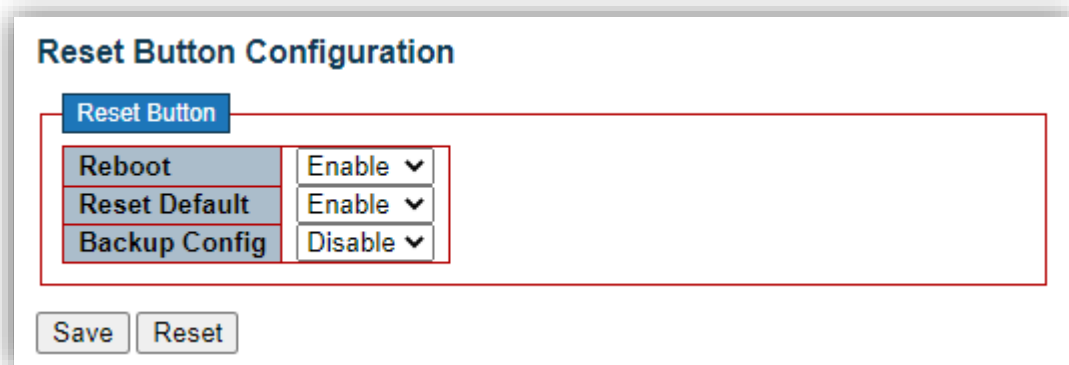 Reset Button Configuration
Reset Button
Reboot Enable
Reset Default Enable
Backup Config Disable
Save Reset